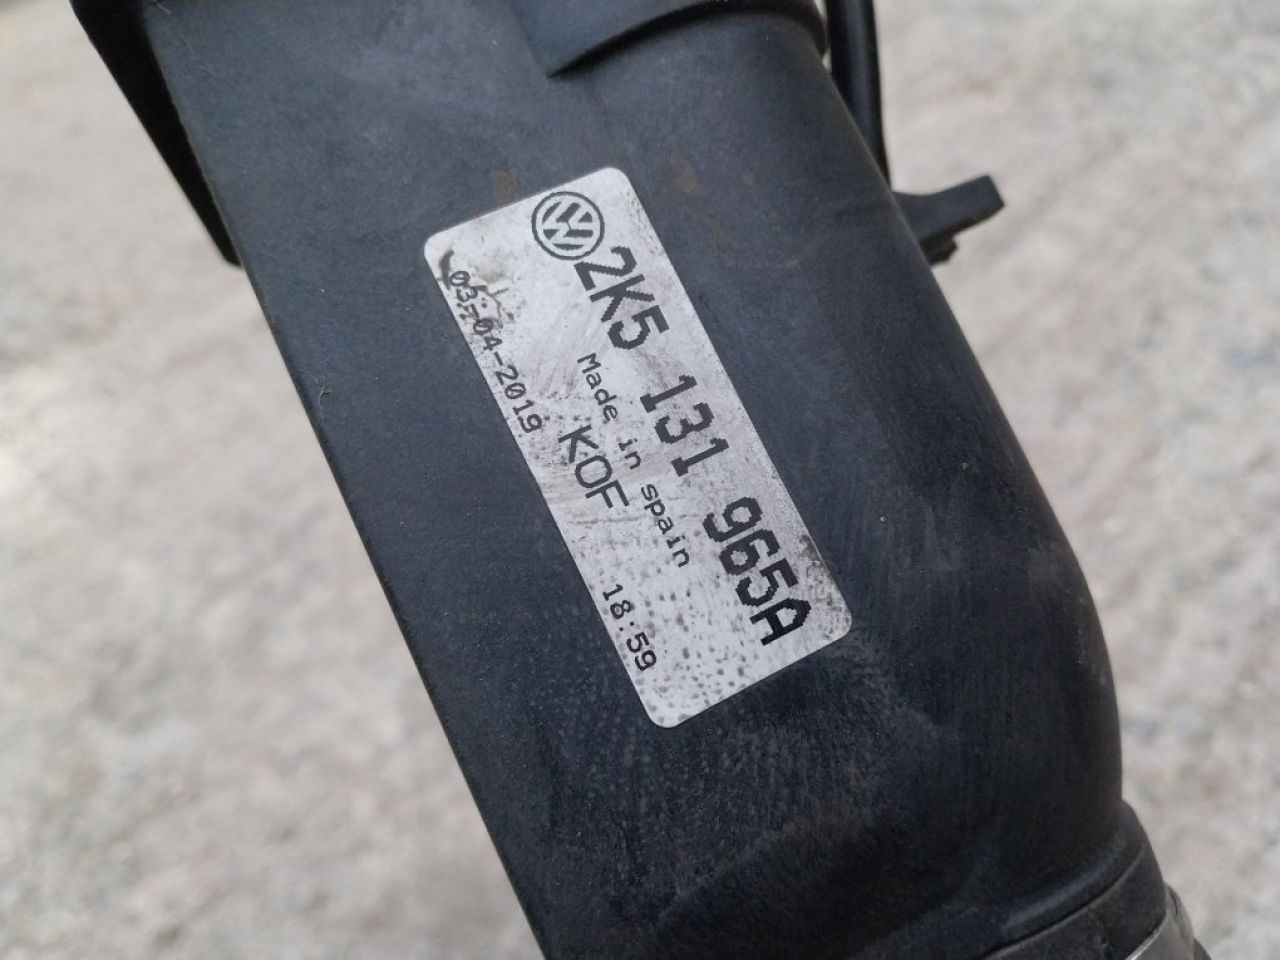 2K5 131 965A
Made in spain
KOF
03-04-2019 18:59